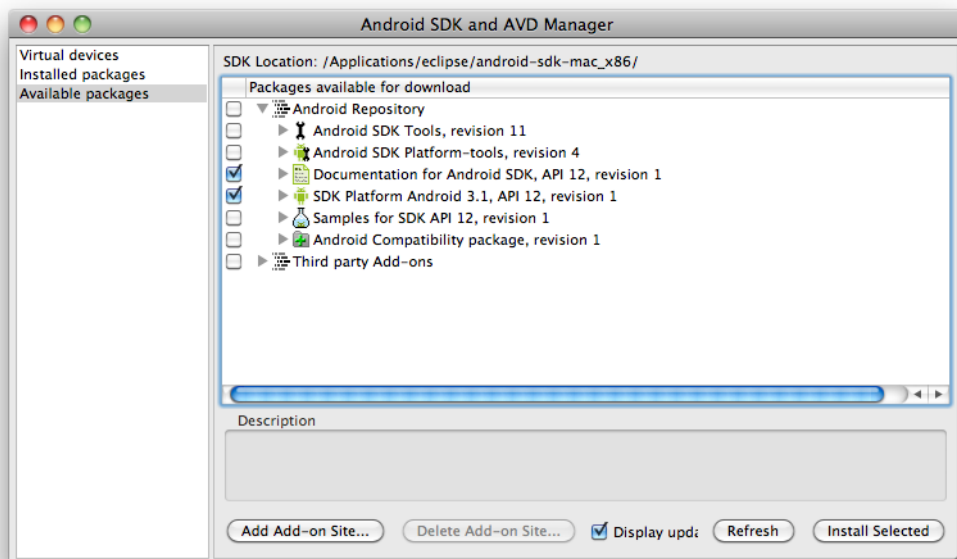 Android SDK and AVD Manager
Virtual devices
Installed packages
Available packages
SDK Location: /Applications/eclipse/android-sdk-mac_x86/
Packages available for download
Android Repository
Android SDK Tools, revision 11
Android SDK Platform-tools, revision 4
Documentation for Android SDK, API 12, revision 1
SDK Platform Android 3.1, API 12, revision 1
Samples for SDK API 12, revision 1
Android Compatibility package, revision 1
Third party Add-ons
Description
Add Add-on Site... Delete Add-on Site... Display upda Refresh Install Selected